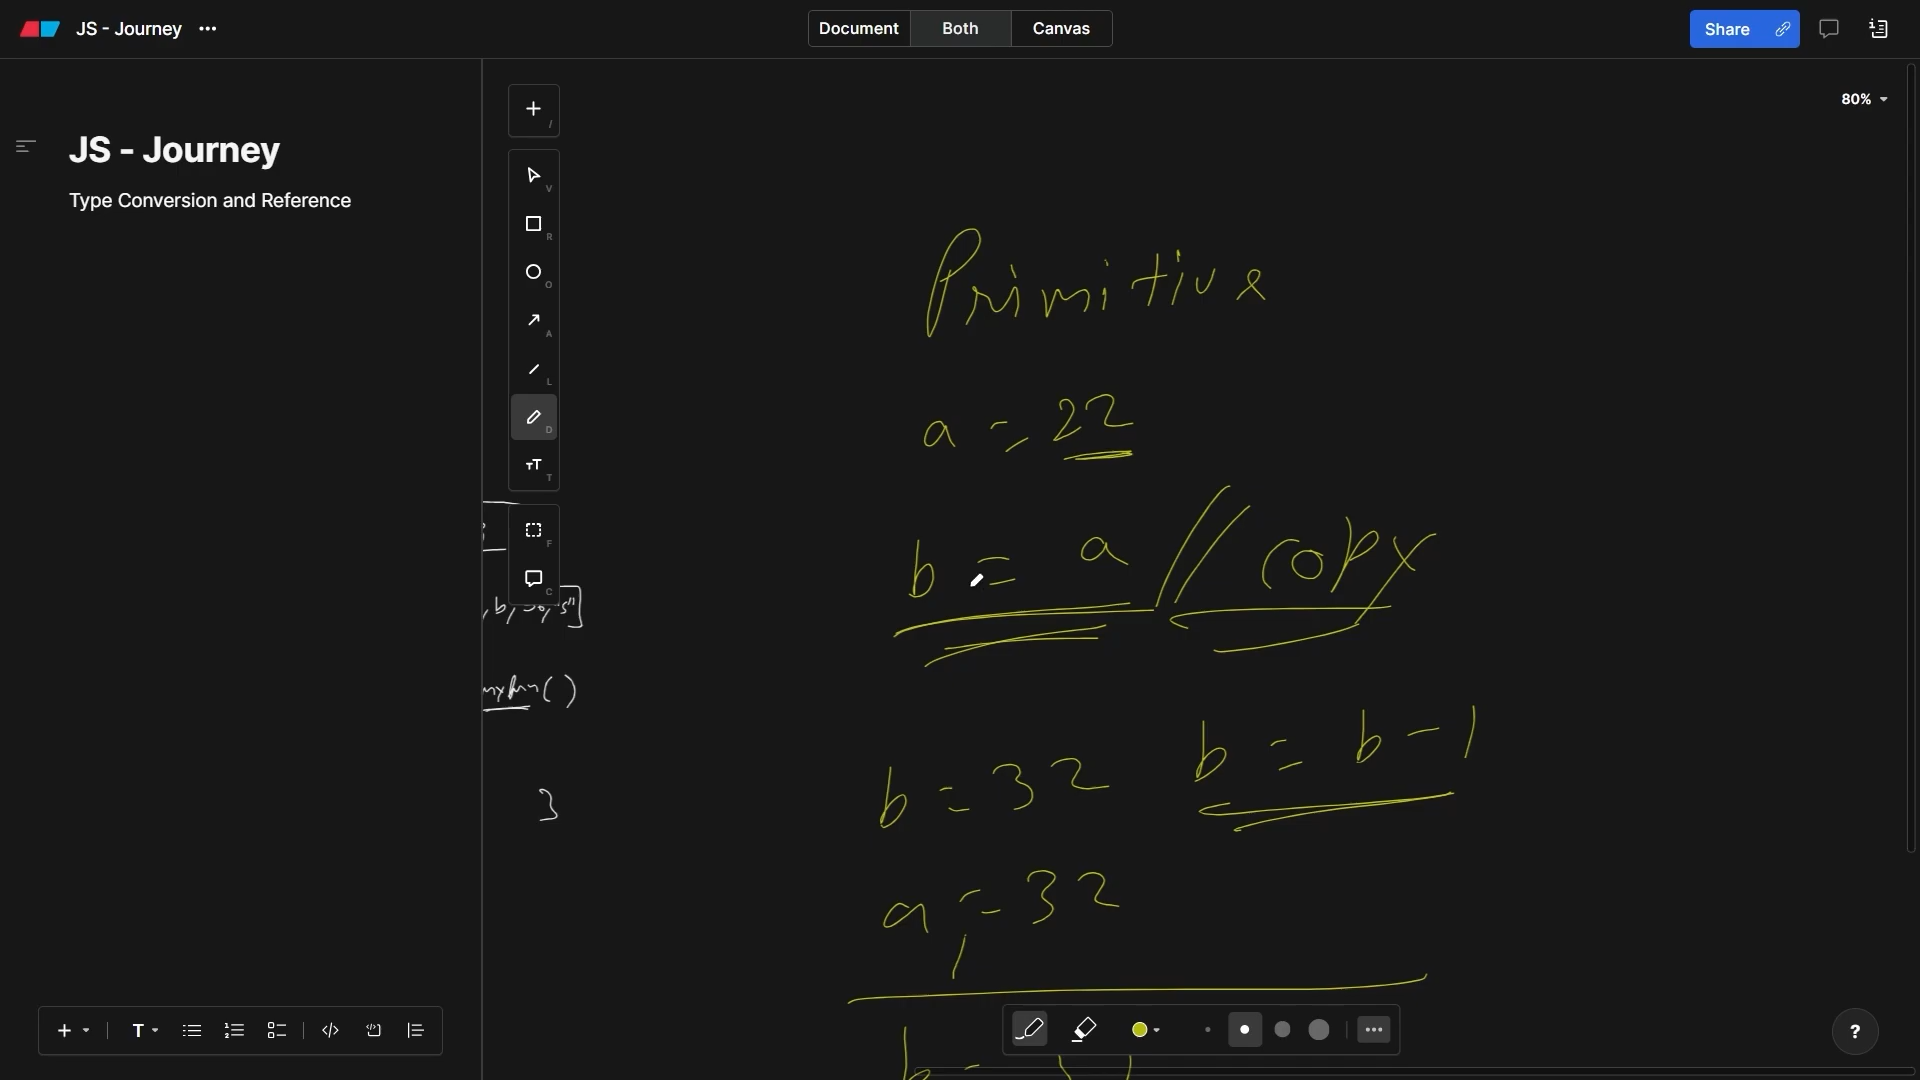 JS - Journey
Document Both Canvas
Share
80%
JS - Journey
Type Conversion and Reference
/
V
R
O
A
L
D
T
F
C
Primitive
a = 22
b = a // copy
b = 32 b = b - 1
a = 32
T
?